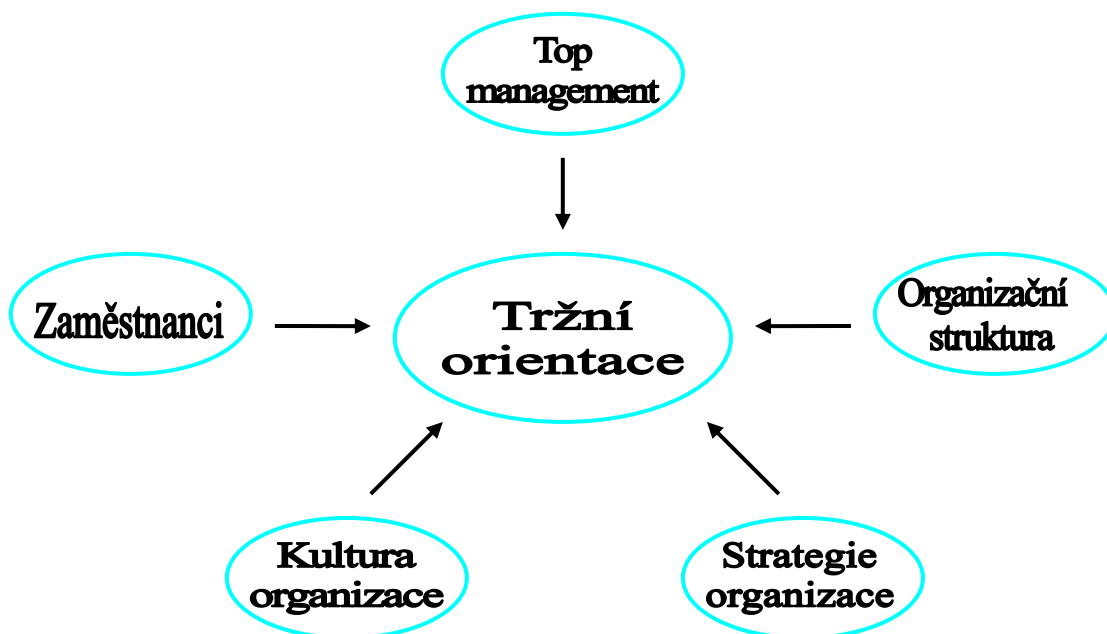 Top
management
Zaměstnanci
Tržní
orientace
Organizační
struktura
Kultura
organizace
Strategie
organizace